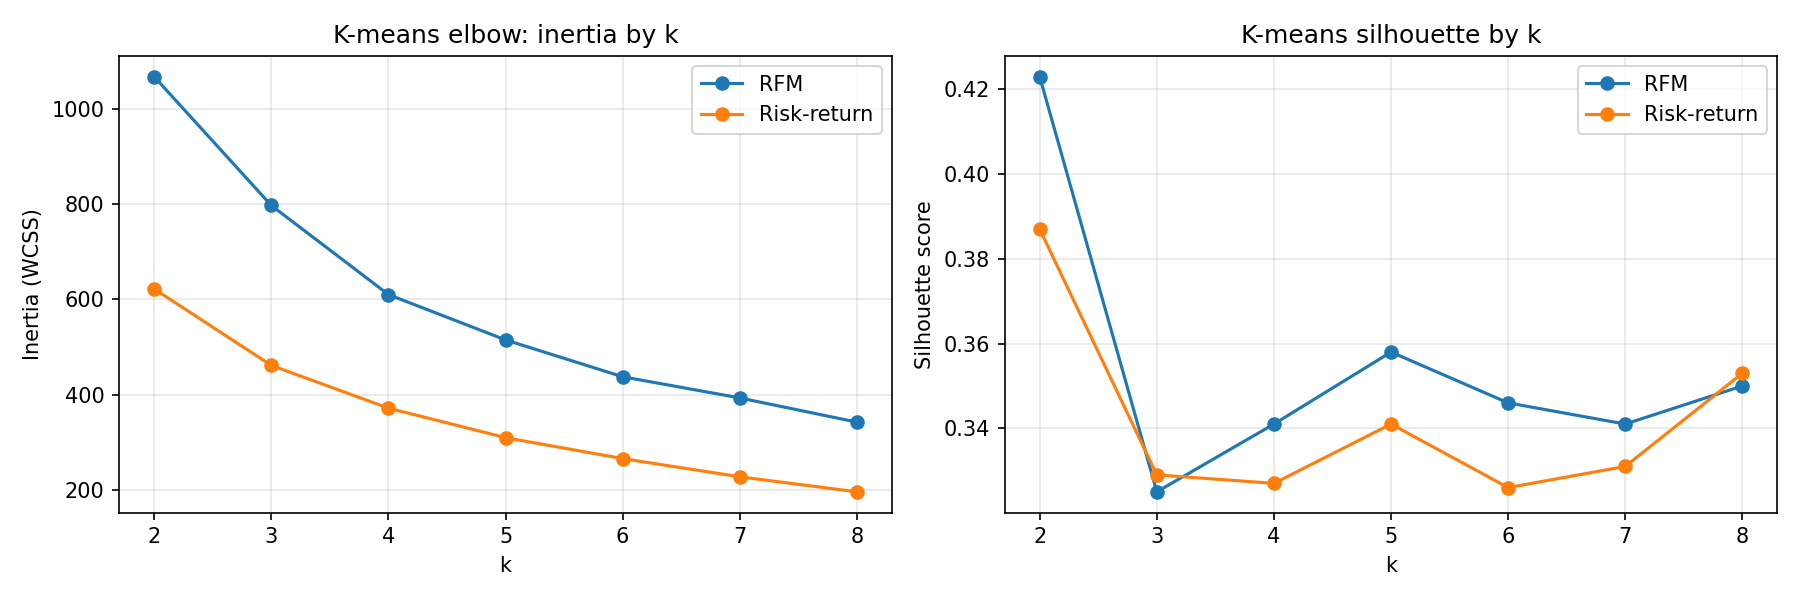 K-means elbow: inertia by k
Inertia (WCSS)
1000
800
600
400
200
2 3 4 5 6 7 8
k
RFM
Risk-return
K-means silhouette by k
Silhouette score
0.42
0.40
0.38
0.36
0.34
2 3 4 5 6 7 8
k
RFM
Risk-return